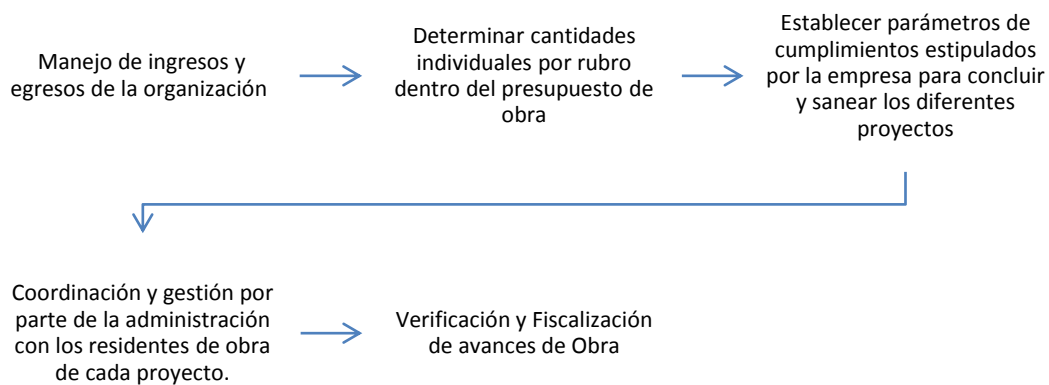 Manejo de ingresos y
egresos de la organización
Determinar cantidades
individuales por rubro
dentro del presupuesto de
obra
Establecer parámetros de
cumplimientos estipulados
por la empresa para concluir
y sanear los diferentes
proyectos
Coordinación y gestión por
parte de la administración
con los residentes de obra
de cada proyecto.
Verificación y Fiscalización
de avances de Obra